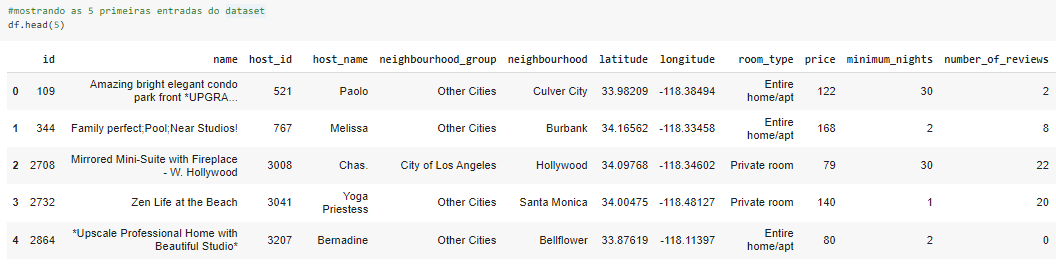 #mostrando as 5 primeiras entradas do dataset
df.head(5)
id name host_id host_name neighbourhood_group neighbourhood latitude longitude room_type price minimum_nights number_of_reviews
0 109 Amazing bright elegant condo park front *UPGRA... 521 Paolo Other Cities Culver City 33.98209 -118.38494 Entire home/apt 122 30 2
1 344 Family perfect;Pool;Near Studios! 767 Melissa Other Cities Burbank 34.16562 -118.33458 Entire home/apt 168 2 8
2 2708 Mirrored Mini-Suite with Fireplace - W. Hollywood 3008 Chas. City of Los Angeles Hollywood 34.09768 -118.34602 Private room 79 30 22
3 2732 Zen Life at the Beach 3041 Yoga Priestess Other Cities Santa Monica 34.00475 -118.48127 Private room 140 1 20
4 2864 *Upscale Professional Home with Beautiful Studio* 3207 Bernadine Other Cities Bellflower 33.87619 -118.11397 Entire home/apt 80 2 0